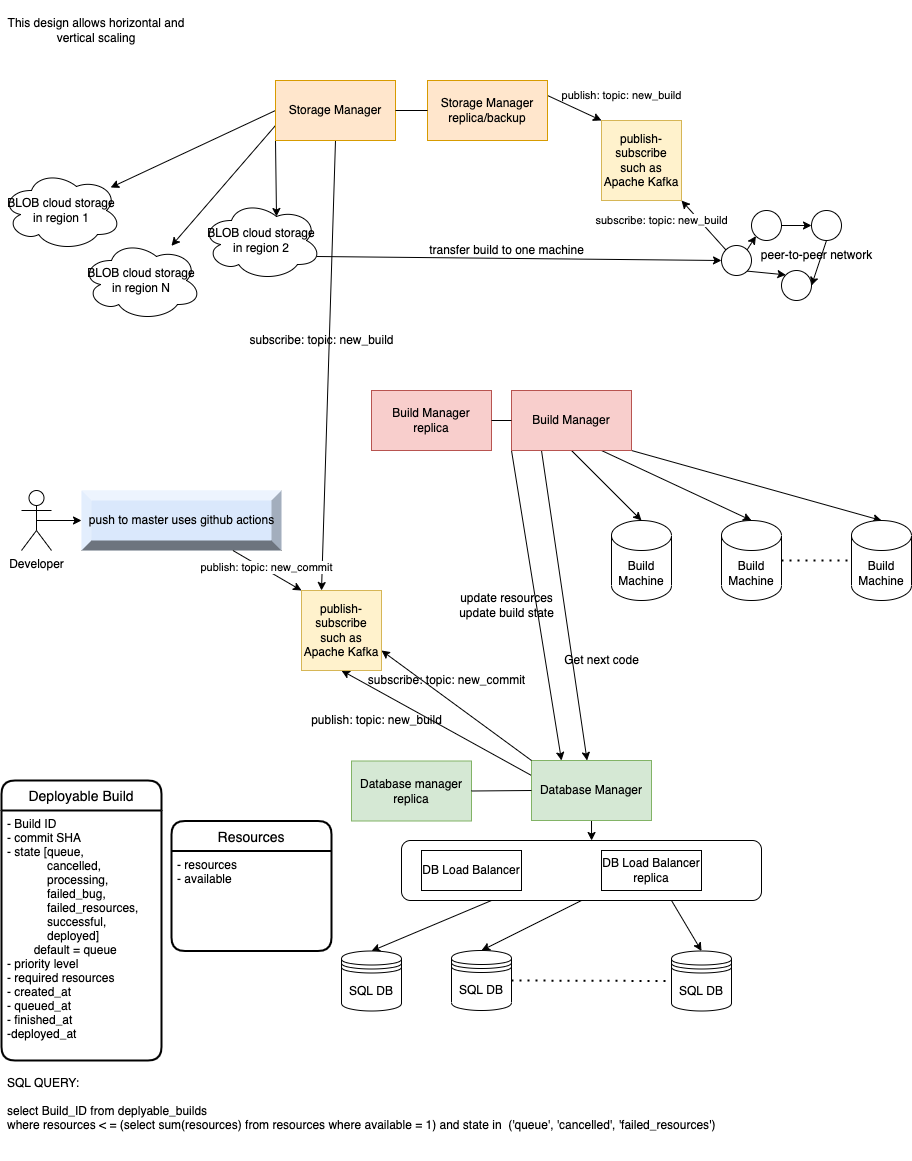 This design allows horizontal and
vertical scaling
Storage Manager
Storage Manager
replica/backup
publish: topic: new_build
publish-
subscribe
such as
Apache Kafka
BLOB cloud storage
in region 1
BLOB cloud storage
in region 2
BLOB cloud storage
in region N
subscribe: topic: new_build
transfer build to one machine
peer-to-peer network
subscribe: topic: new_build
Build Manager
replica
Build Manager
Developer
push to master uses github actions
publish: topic: new_commit
Build
Machine
Build
Machine
Build
Machine
publish-
subscribe
such as
Apache Kafka
update resources
update build state
Get next code
subscribe: topic: new_commit
publish: topic: new_build
Database manager
replica
Database Manager
Deployable Build
- Build ID
- commit SHA
- state [queue,
cancelled,
processing,
failed_bug,
failed_resources,
successful,
deployed]
default = queue
- priority level
- required resources
- created_at
- queued_at
- finished_at
-deployed_at
Resources
- resources
- available
DB Load Balancer
DB Load Balancer
replica
SQL DB
SQL DB
SQL DB
SQL QUERY:
select Build_ID from deplyable_builds
where resources < = (select sum(resources) from resources where available = 1) and state in  ('queue', 'cancelled', 'failed_resources')